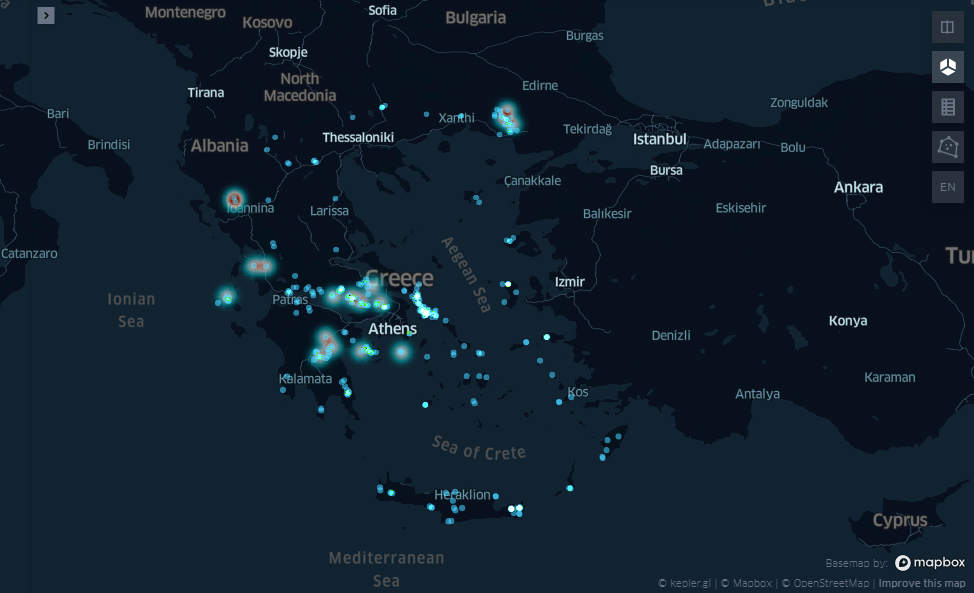 Sofia
Montenegro
Bulgaria
Kosovo
Burgas
Skopje
North
Macedonia
Edirne
Tirana
Zonguldak
Bari
Xanthi
Tekirdağ
Thessaloniki
Istanbul
Adapazarı
Bolu
Brindisi
Albania
Bursa
Çanakkale
Ankara
Ioannina
Larissa
Balıkesir
Eskisehir
Catanzaro
Tu
Greece
Aegean Sea
Izmir
Ionian
Sea
Patras
Konya
Athens
Denizli
Kalamata
Karaman
Kos
Antalya
Sea of Crete
Heraklion
Cyprus
Mediterranean
Sea
EN
Basemap by: mapbox
© kepler.gl | © Mapbox | © OpenStreetMap | Improve this map